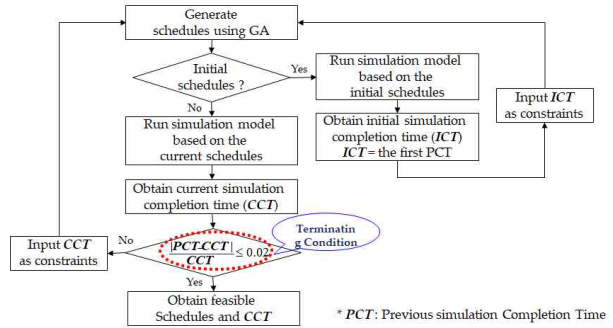 Generate
schedules using GA
Initial
schedules ?
Yes
Run simulation model
based on the
initial schedules
Input ICT
as constraints
No
Obtain initial simulation
completion time (ICT)
ICT = the first PCT
Run simulation model
based on the
current schedules
Obtain current simulation
completion time (CCT)
Terminatin
g Condition
|PCT-CCT|
CCT
≤ 0.02
No
Input CCT
as constraints
Yes
Obtain feasible
Schedules and CCT
* PCT: Previous simulation Completion Time